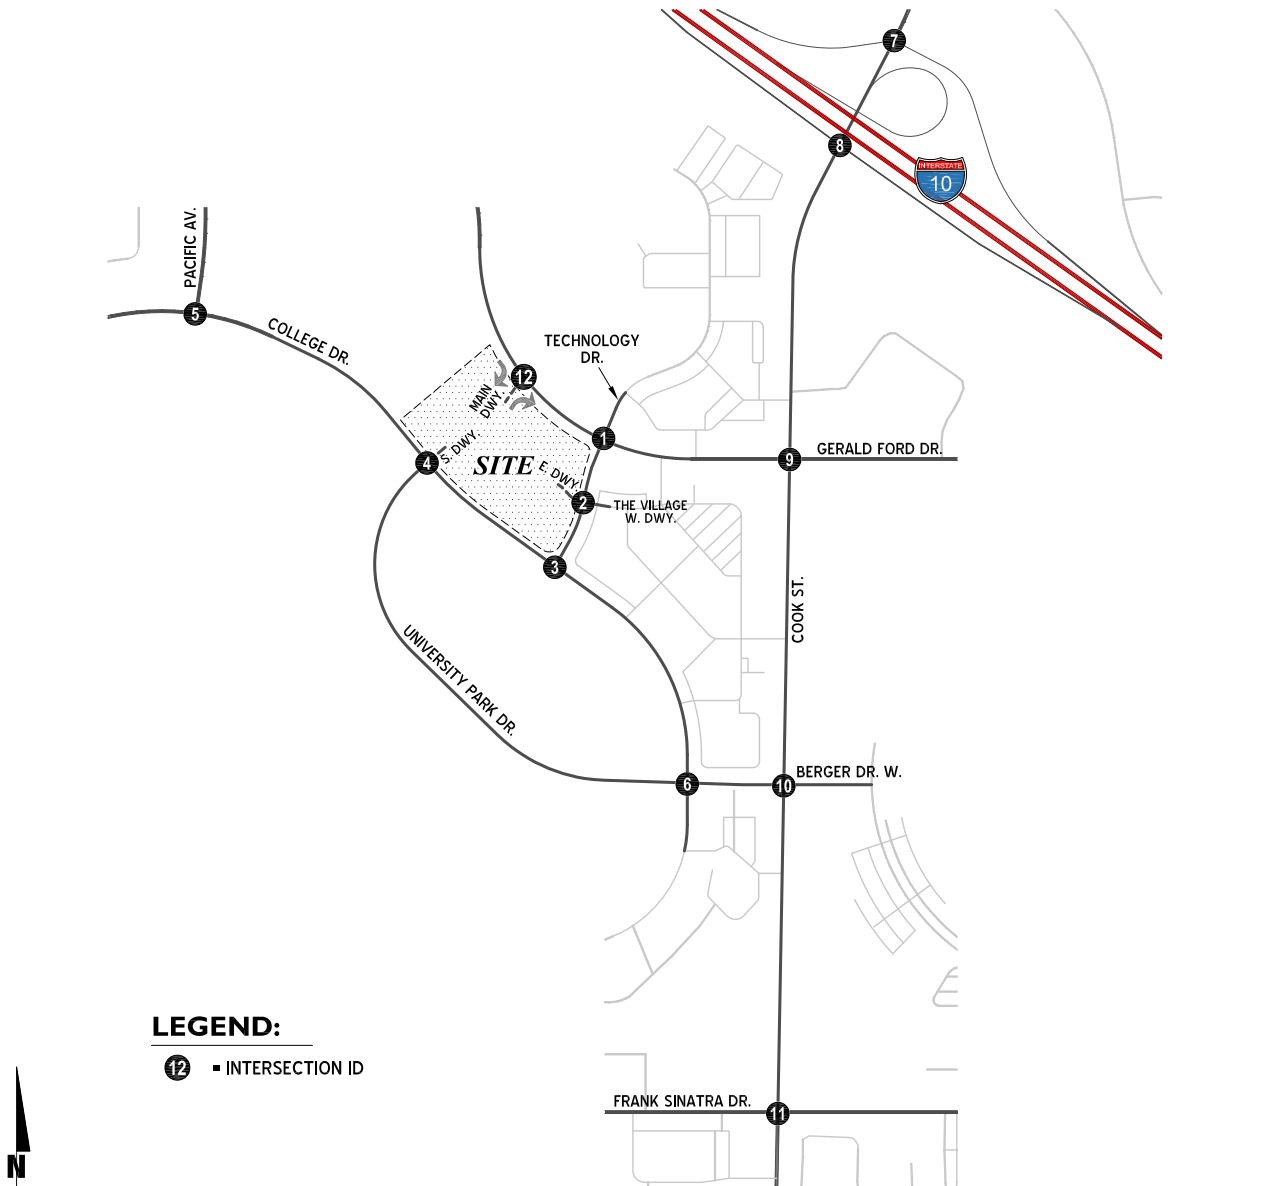 7
8
INTERSTATE
10
PACIFIC AV.
5
COLLEGE DR.
TECHNOLOGY
DR.
12
MAIN
DWY.
1
GERALD FORD DR.
9
4
S. DWY.
SITE
E. DWY.
2
THE VILLAGE
W. DWY.
3
COOK ST.
UNIVERSITY PARK DR.
6
10
BERGER DR. W.
LEGEND:
12 = INTERSECTION ID
FRANK SINATRA DR.
11
N